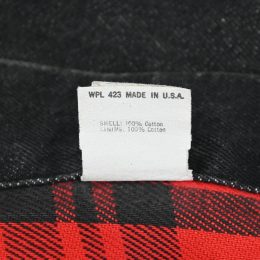 WPL 423 MADE IN U.S.A.
SHELL: 100% Cotton
LINING: 100% Cotton